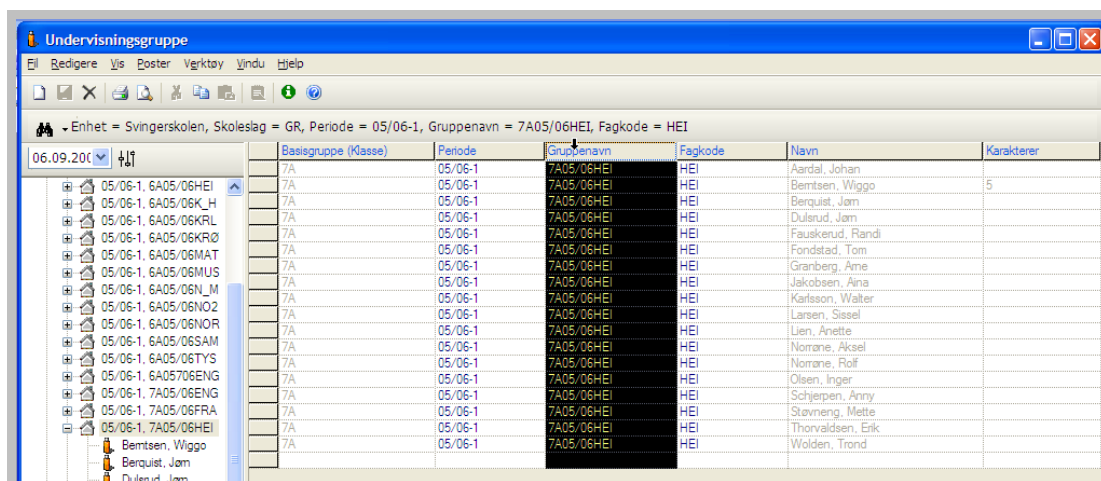 Undervisningsgruppe
Fil Redigere Vis Poster Verktøy Vindu Hjelp
Enhet = Svingerskolen, Skoleslag = GR, Periode = 05/06-1, Gruppenavn = 7A05/06HEI, Fagkode = HEI
06.09.200
05/06-1, 6A05/06HEI
05/06-1, 6A05/06K_H
05/06-1, 6A05/06KRL
05/06-1, 6A05/06KRØ
05/06-1, 6A05/06MAT
05/06-1, 6A05/06MUS
05/06-1, 6A05/06N_M
05/06-1, 6A05/06NO2
05/06-1, 6A05/06NOR
05/06-1, 6A05/06SAM
05/06-1, 6A05/06TYS
05/06-1, 6A05706ENG
05/06-1, 7A05/06ENG
05/06-1, 7A05/06FRA
05/06-1, 7A05/06HEI
Berntsen, Wiggo
Berquist, Jørn
Dulsrud, Jørn
Basisgruppe (Klasse) Periode Gruppenavn Fagkode Navn Karakterer
7A 05/06-1 7A05/06HEI HEI Aardal, Johan
7A 05/06-1 7A05/06HEI HEI Berntsen, Wiggo 5
7A 05/06-1 7A05/06HEI HEI Berquist, Jørn
7A 05/06-1 7A05/06HEI HEI Dulsrud, Jørn
7A 05/06-1 7A05/06HEI HEI Fauskerud, Randi
7A 05/06-1 7A05/06HEI HEI Fondstad, Tom
7A 05/06-1 7A05/06HEI HEI Granberg, Arne
7A 05/06-1 7A05/06HEI HEI Jakobsen, Aina
7A 05/06-1 7A05/06HEI HEI Karlsson, Walter
7A 05/06-1 7A05/06HEI HEI Larsen, Sissel
7A 05/06-1 7A05/06HEI HEI Lien, Anette
7A 05/06-1 7A05/06HEI HEI Norrøne, Aksel
7A 05/06-1 7A05/06HEI HEI Norrøne, Rolf
7A 05/06-1 7A05/06HEI HEI Olsen, Inger
7A 05/06-1 7A05/06HEI HEI Schjerpen, Anny
7A 05/06-1 7A05/06HEI HEI Støvneng, Mette
7A 05/06-1 7A05/06HEI HEI Thorvaldsen, Erik
7A 05/06-1 7A05/06HEI HEI Wolden, Trond